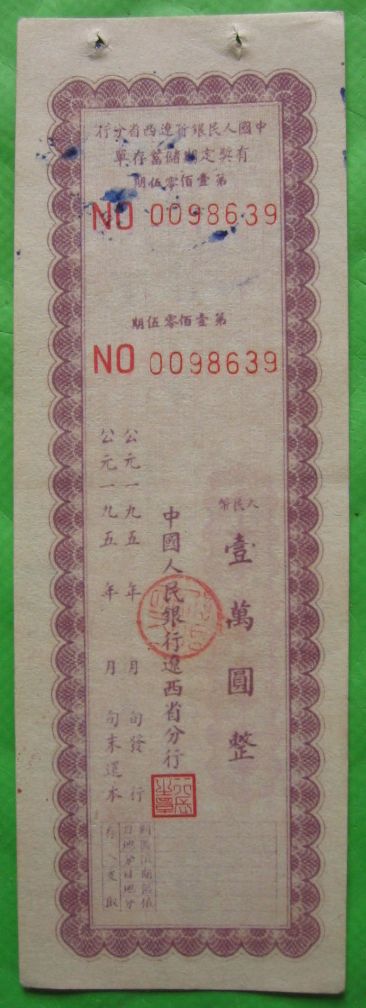 中國人民銀行遼西省分行
有奬定期儲蓄存單
第壹佰零伍期
NO 0098639
第壹佰零伍期
NO 0098639
人民幣
壹萬圓整
中國人民銀行遼西省分行
公元一九五 年 月 旬發行
公元一九五 年 月 旬末還本